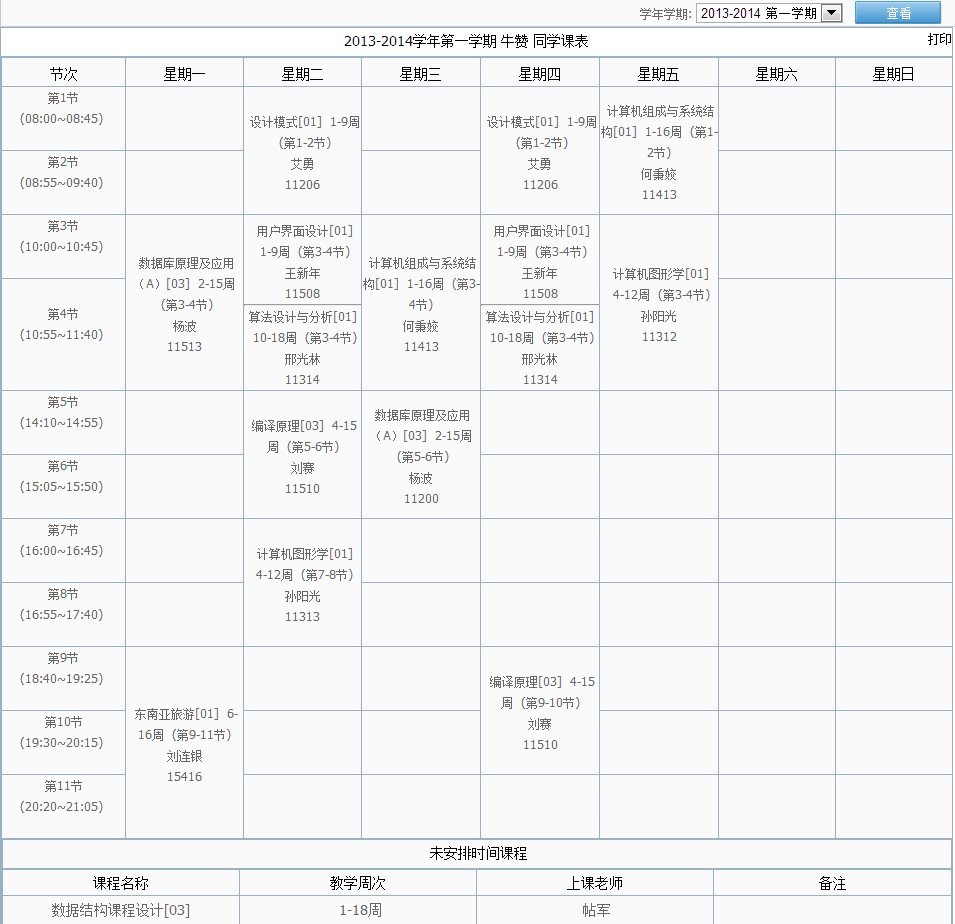 学年学期: 2013-2014 第一学期 查看
2013-2014学年第一学期 牛赞 同学课表 打印
节次 星期一 星期二 星期三 星期四 星期五 星期六 星期日
第1节
(08:00~08:45)
设计模式[01] 1-9周
(第1-2节)
艾勇
11206
设计模式[01] 1-9周
(第1-2节)
艾勇
11206
计算机组成与系统结
构[01] 1-16周(第1-
2节)
何秉姣
11413
第2节
(08:55~09:40)
第3节
(10:00~10:45)
数据库原理及应用
(A)[03] 2-15周
(第3-4节)
杨波
11513
用户界面设计[01]
1-9周(第3-4节)
王新年
11508
算法设计与分析[01]
10-18周(第3-4节)
邢光林
11314
计算机组成与系统结
构[01] 1-16周(第3-
4节)
何秉姣
11413
用户界面设计[01]
1-9周(第3-4节)
王新年
11508
算法设计与分析[01]
10-18周(第3-4节)
邢光林
11314
计算机图形学[01]
4-12周(第3-4节)
孙阳光
11312
第4节
(10:55~11:40)
第5节
(14:10~14:55)
编译原理[03] 4-15
周(第5-6节)
刘赛
11510
数据库原理及应用
(A)[03] 2-15周
(第5-6节)
杨波
11200
第6节
(15:05~15:50)
第7节
(16:00~16:45)
计算机图形学[01]
4-12周(第7-8节)
孙阳光
11313
第8节
(16:55~17:40)
第9节
(18:40~19:25)
东南亚旅游[01] 6-
16周(第9-11节)
刘连银
15416
编译原理[03] 4-15
周(第9-10节)
刘赛
11510
第10节
(19:30~20:15)
第11节
(20:20~21:05)
未安排时间课程
课程名称 教学周次 上课老师 备注
数据结构课程设计[03] 1-18周 帖军